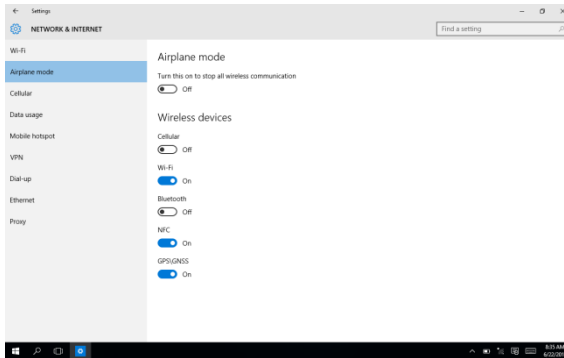 Settings
NETWORK & INTERNET
Find a setting
Wi-Fi
Airplane mode
Cellular
Data usage
Mobile hotspot
VPN
Dial-up
Ethernet
Proxy
Airplane mode
Turn this on to stop all wireless communication
Off
Wireless devices
Cellular
Off
Wi-Fi
On
Bluetooth
Off
NFC
On
GPS\GNSS
On
8:35 AM